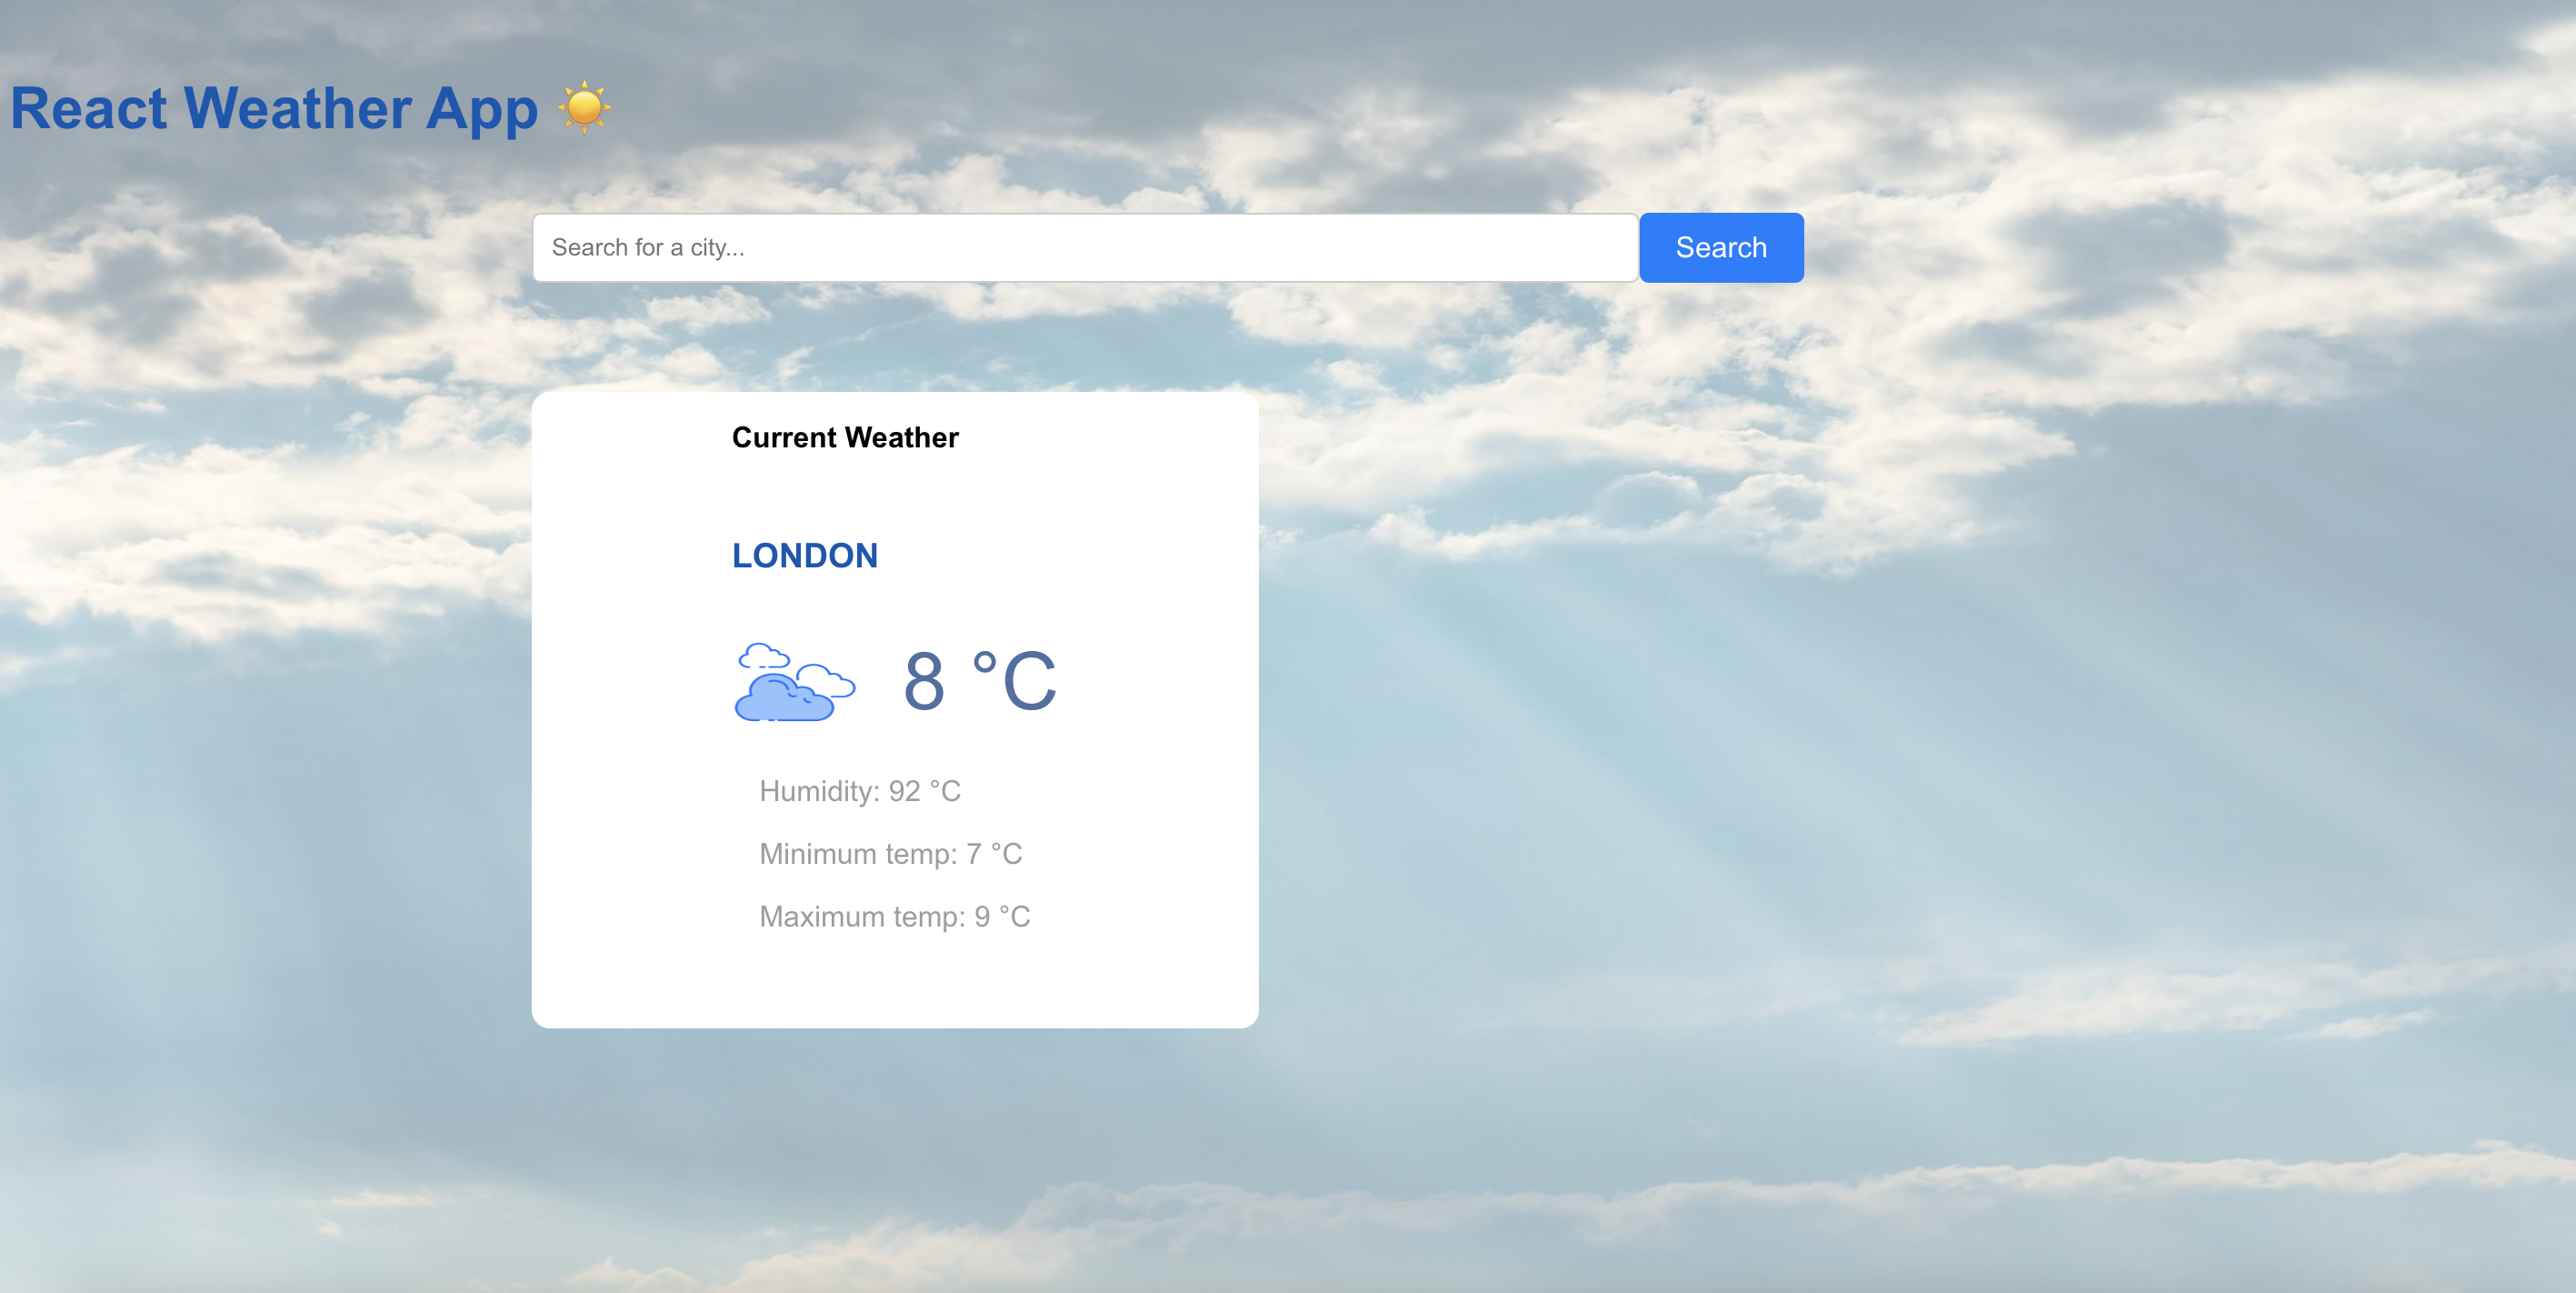 React Weather App ☀️
Search for a city...
Search
Current Weather
LONDON
8 °C
Humidity: 92 °C
Minimum temp: 7 °C
Maximum temp: 9 °C